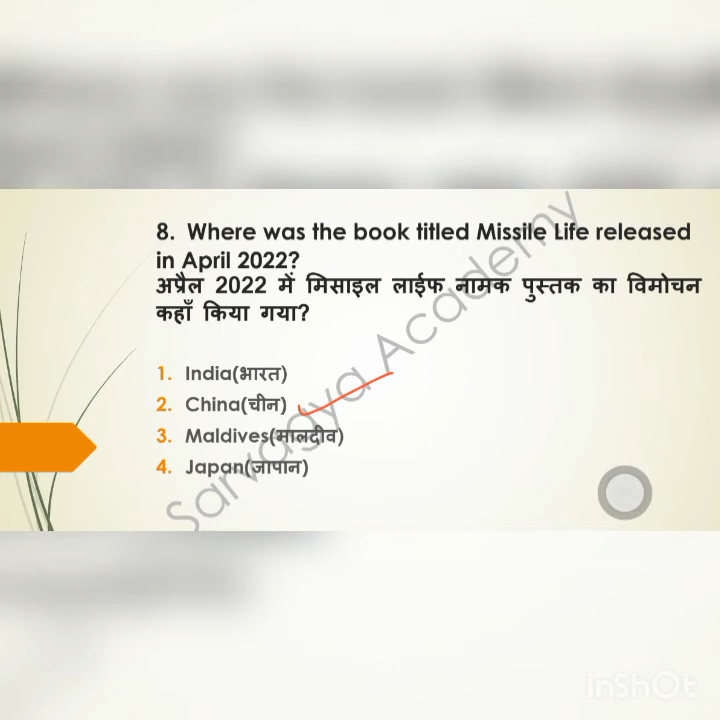 8. Where was the book titled Missile Life released
in April 2022?
अप्रैल 2022 में मिसाइल लाईफ नामक पुस्तक का विमोचन
कहाँ किया गया?
1. India(भारत)
2. China(चीन)
3. Maldives(मालदीव)
4. Japan(जापान)
Sarvagya Academy
inShOt